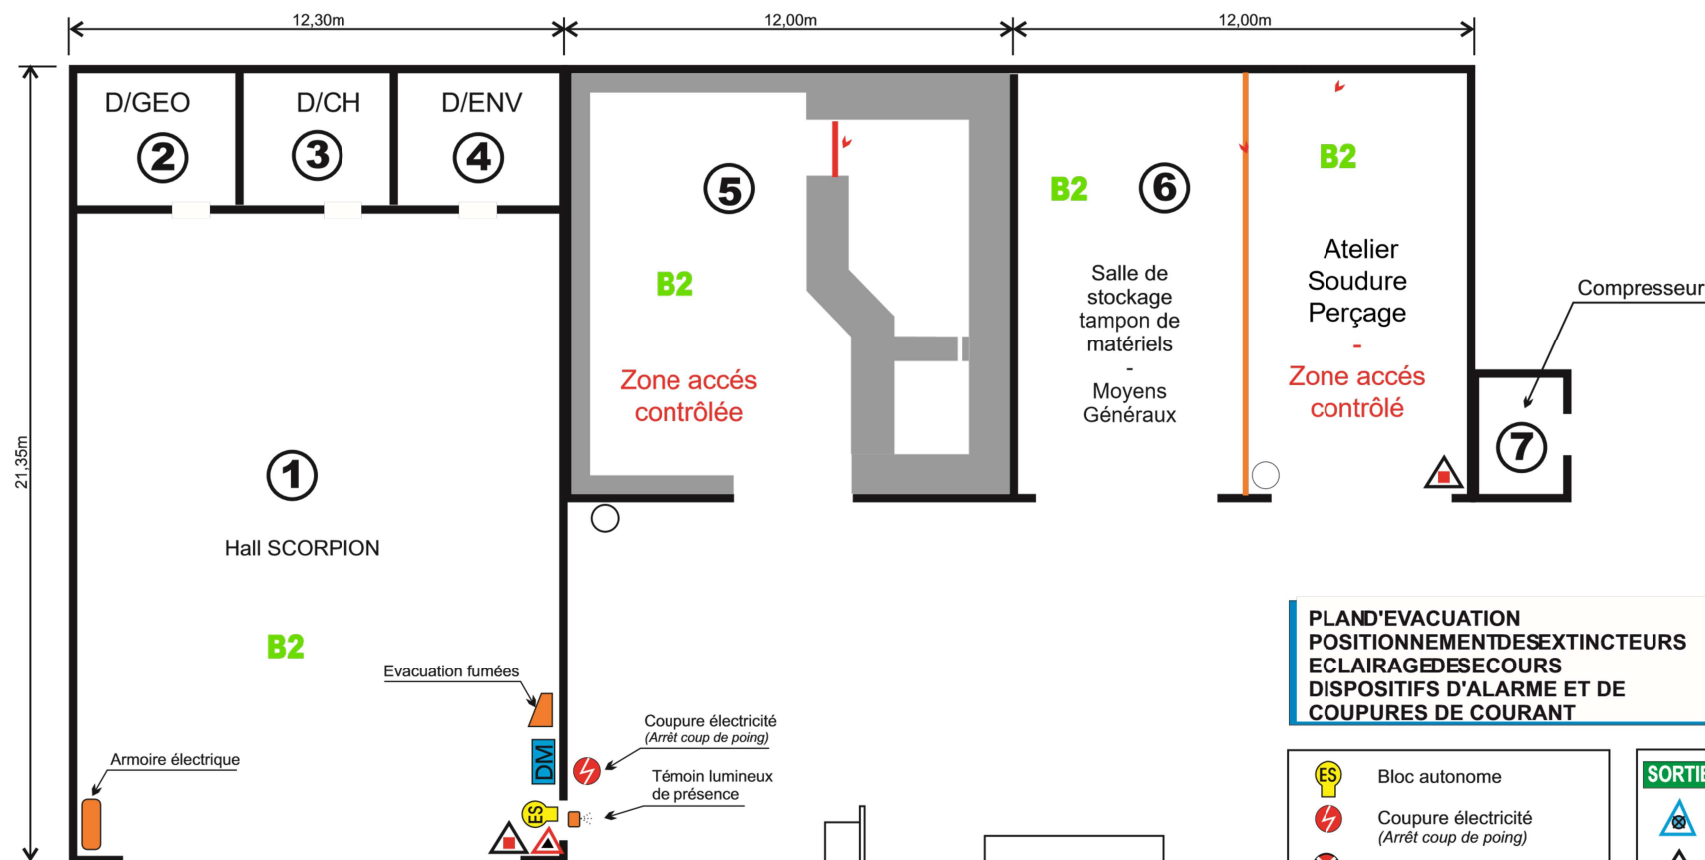 12,30m
12,00m
12,00m
21,35m
D/GEO
2
D/CH
3
D/ENV
4
5
B2
Zone accés
contrôlée
B2
6
Salle de
stockage
tampon de
matériels
-
Moyens
Généraux
B2
Atelier
Soudure
Perçage
-
Zone accés
contrôlé
Compresseur
7
1
Hall SCORPION
B2
Evacuation fumées
Armoire électrique
DM
ES
Coupure électricité
(Arrêt coup de poing)
Témoin lumineux
de présence
PLAND'EVACUATION
POSITIONNEMENTDESEXTINCTEURS
ECLAIRAGEDESECOURS
DISPOSITIFS D'ALARME ET DE
COUPURES DE COURANT
ES
Bloc autonome
Coupure électricité
(Arrêt coup de poing)
SORTIE